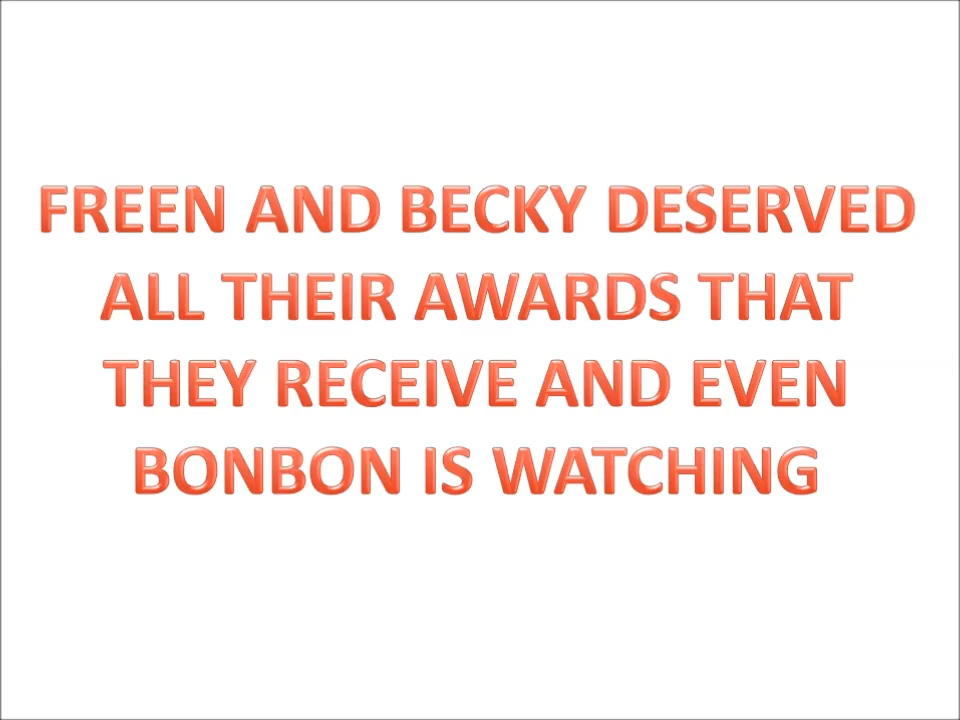 FREEN AND BECKY DESERVED
ALL THEIR AWARDS THAT
THEY RECEIVE AND EVEN
BONBON IS WATCHING